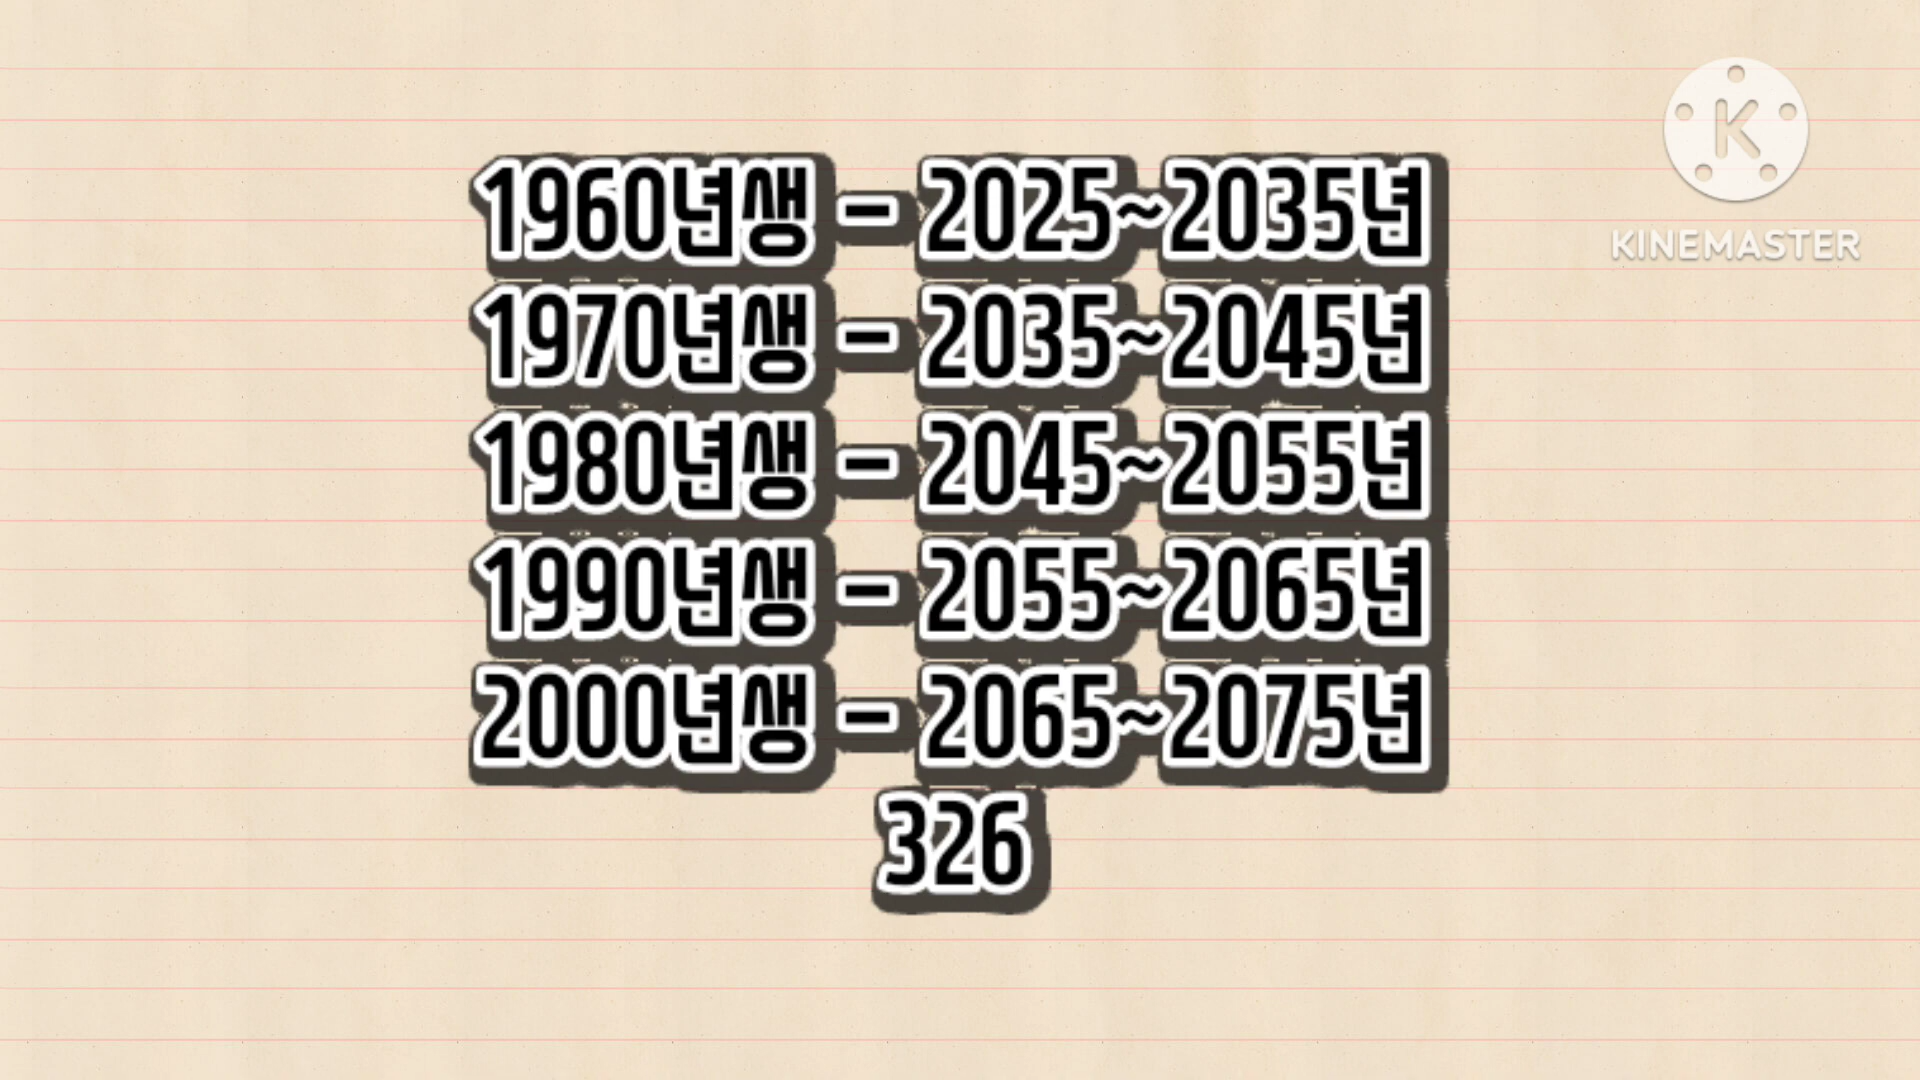 1960년생 - 2025~2035년
1970년생 - 2035~2045년
1980년생 - 2045~2055년
1990년생 - 2055~2065년
2000년생 - 2065~2075년
326
K
KINEMASTER